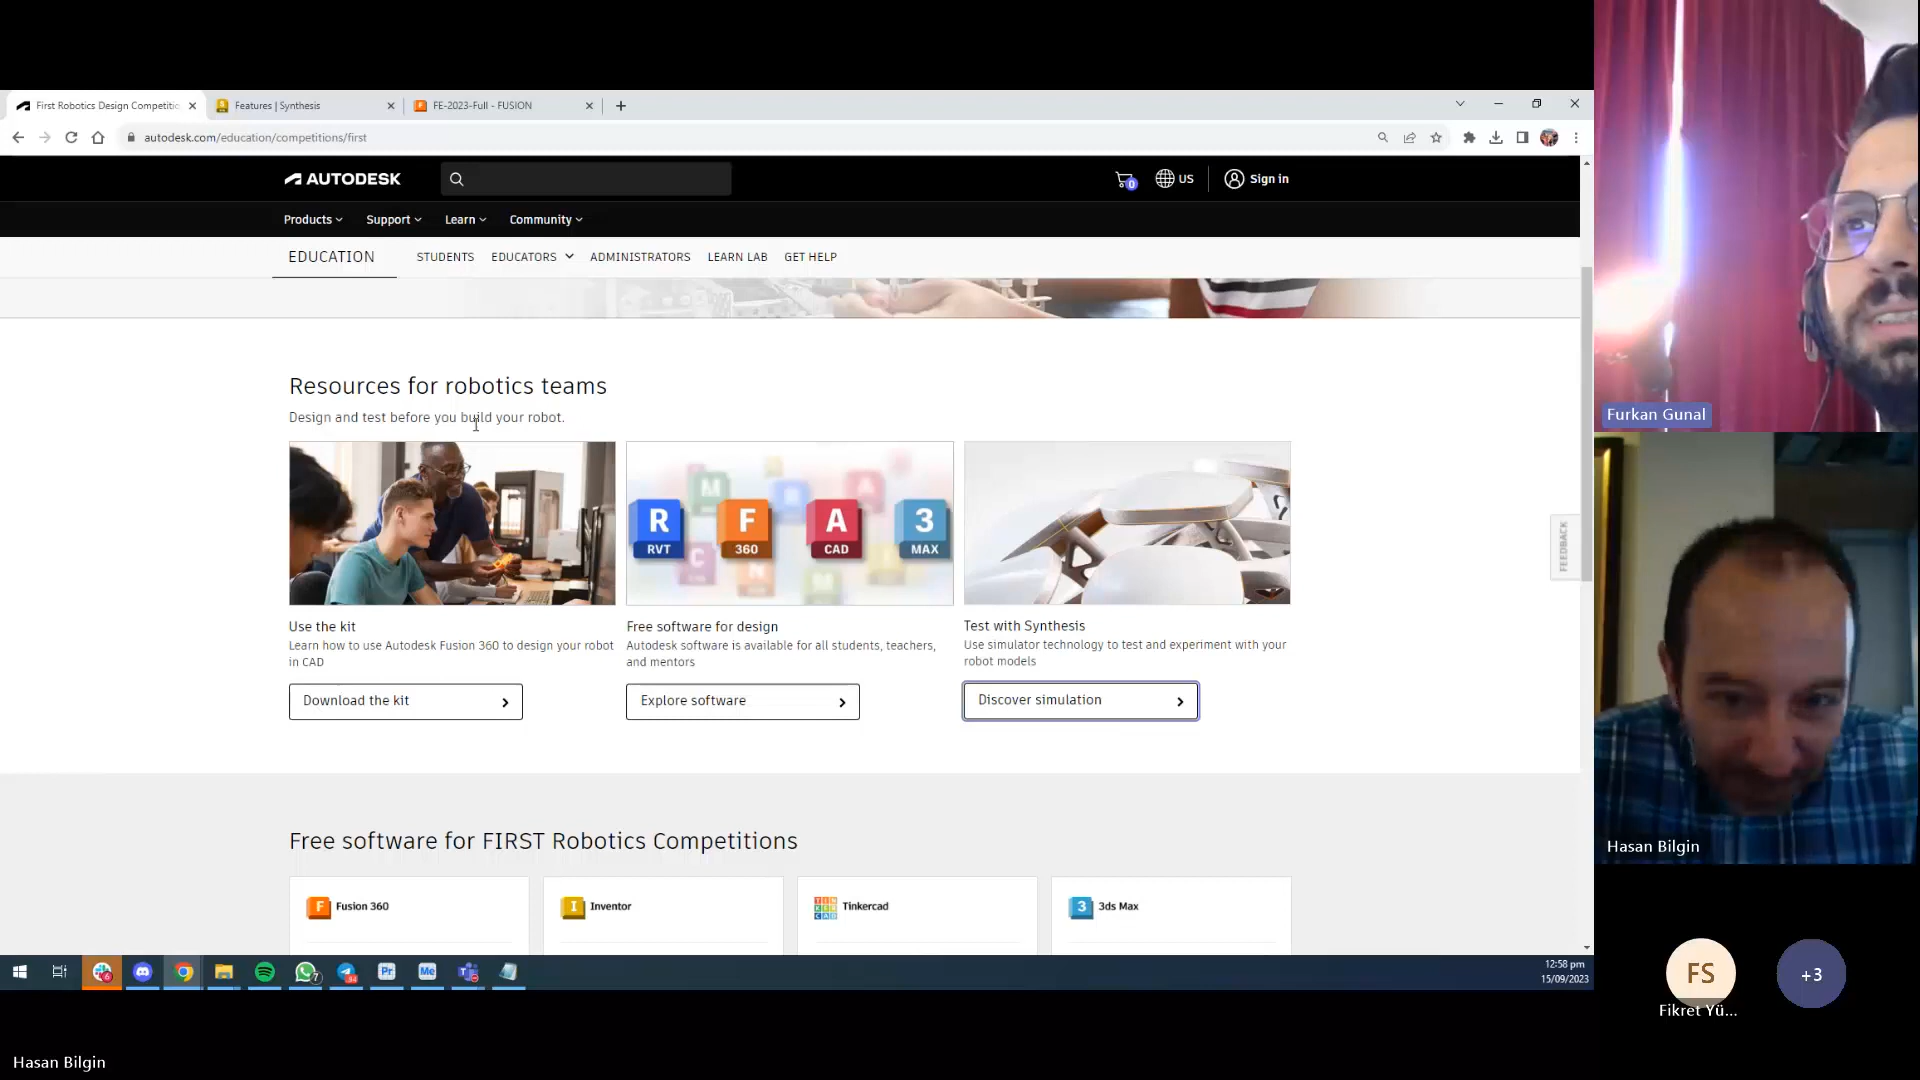 First Robotics Design Competitio
Features | Synthesis
FE-2023-Full - FUSION
autodesk.com/education/competitions/first
AUTODESK
0
US
Sign in
Products
Support
Learn
Community
EDUCATION
STUDENTS
EDUCATORS
ADMINISTRATORS
LEARN LAB
GET HELP
Resources for robotics teams
Design and test before you build your robot.
R
RVT
F
360
A
CAD
3
MAX
Use the kit
Learn how to use Autodesk Fusion 360 to design your robot
in CAD
Download the kit
Free software for design
Autodesk software is available for all students, teachers,
and mentors
Explore software
Test with Synthesis
Use simulator technology to test and experiment with your
robot models
Discover simulation
FEEDBACK
Free software for FIRST Robotics Competitions
F Fusion 360
I Inventor
TINKERCAD Tinkercad
3 3ds Max
Pr
Me
12:58 pm
15/09/2023
Furkan Gunal
Hasan Bilgin
FS
Fikret Yü...
+3
Hasan Bilgin